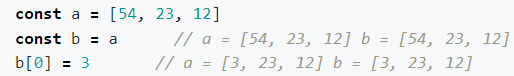 const a = [54, 23, 12]
const b = a // a = [54, 23, 12] b = [54, 23, 12]
b[0] = 3 // a = [3, 23, 12] b = [3, 23, 12]